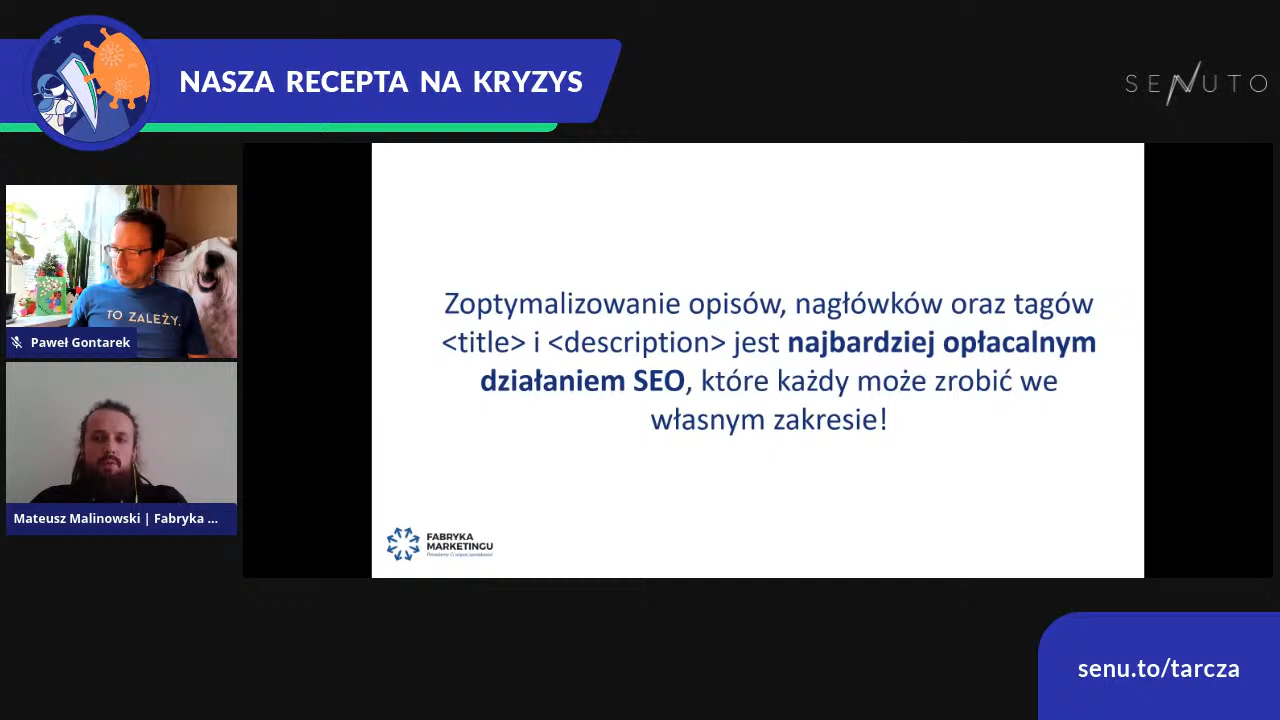 NASZA RECEPTA NA KRYZYS
SENUTO
TO ZALEŻY.
Paweł Gontarek
Mateusz Malinowski | Fabryka ...
Zoptymalizowanie opisów, nagłówków oraz tagów
<title> i <description> jest najbardziej opłacalnym
działaniem SEO, które każdy może zrobić we
własnym zakresie!
FABRYKA
MARKETINGU
senu.to/tarcza